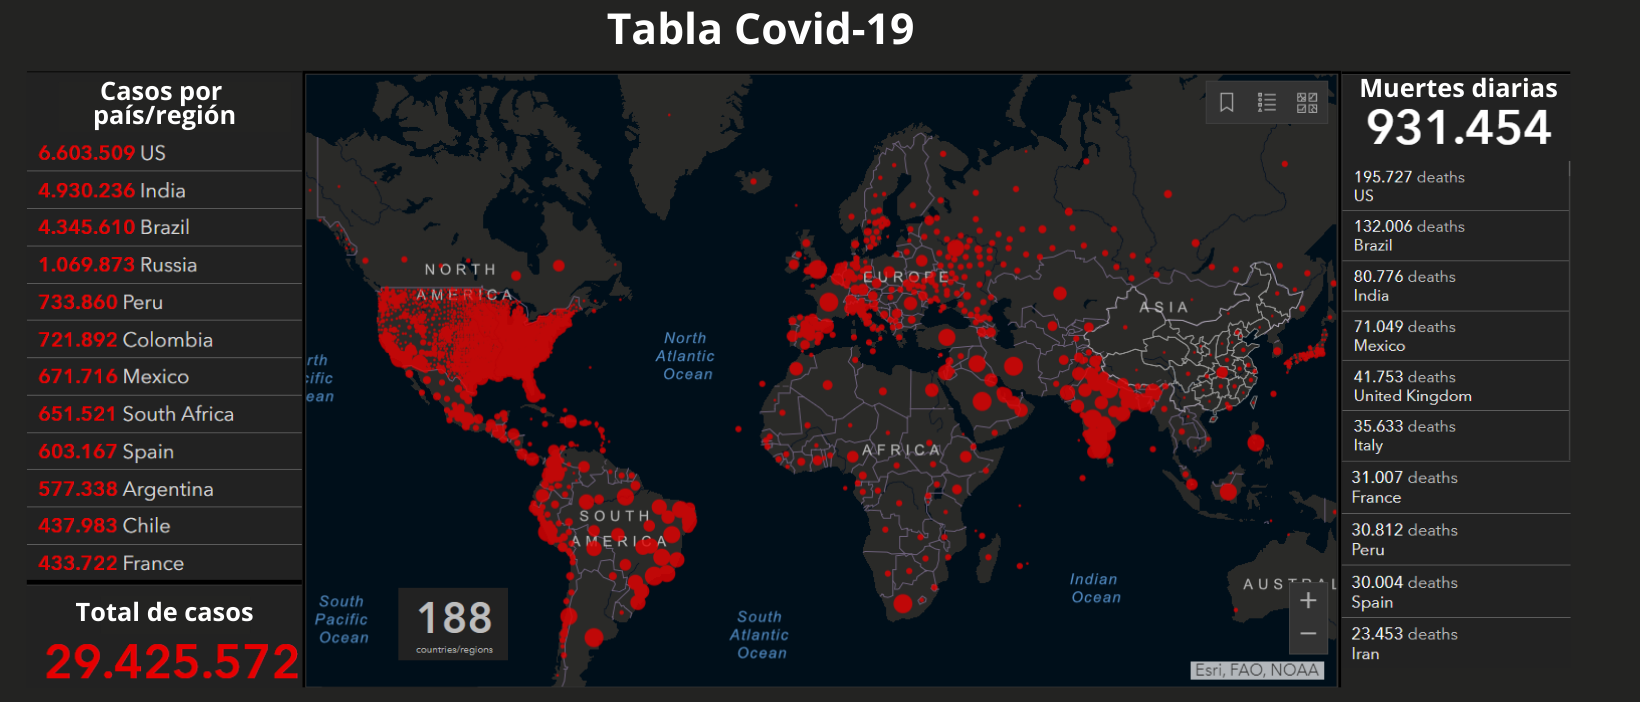 Tabla Covid-19
Casos por
país/región
6.603.509 US
4.930.236 India
4.345.610 Brazil
1.069.873 Russia
733.860 Peru
721.892 Colombia
671.716 Mexico
651.521 South Africa
603.167 Spain
577.338 Argentina
437.983 Chile
433.722 France
Total de casos
29.425.572
NORTH
AMERICA
rth
cific
ean
North
Atlantic
Ocean
EUROPE
ASIA
AFRICA
SOUTH
AMERICA
South
Pacific
Ocean
188
countries/regions
South
Atlantic
Ocean
Indian
Ocean
AUSTRAL
+
−
Esri, FAO, NOAA
Muertes diarias
931.454
195.727 deaths
US
132.006 deaths
Brazil
80.776 deaths
India
71.049 deaths
Mexico
41.753 deaths
United Kingdom
35.633 deaths
Italy
31.007 deaths
France
30.812 deaths
Peru
30.004 deaths
Spain
23.453 deaths
Iran